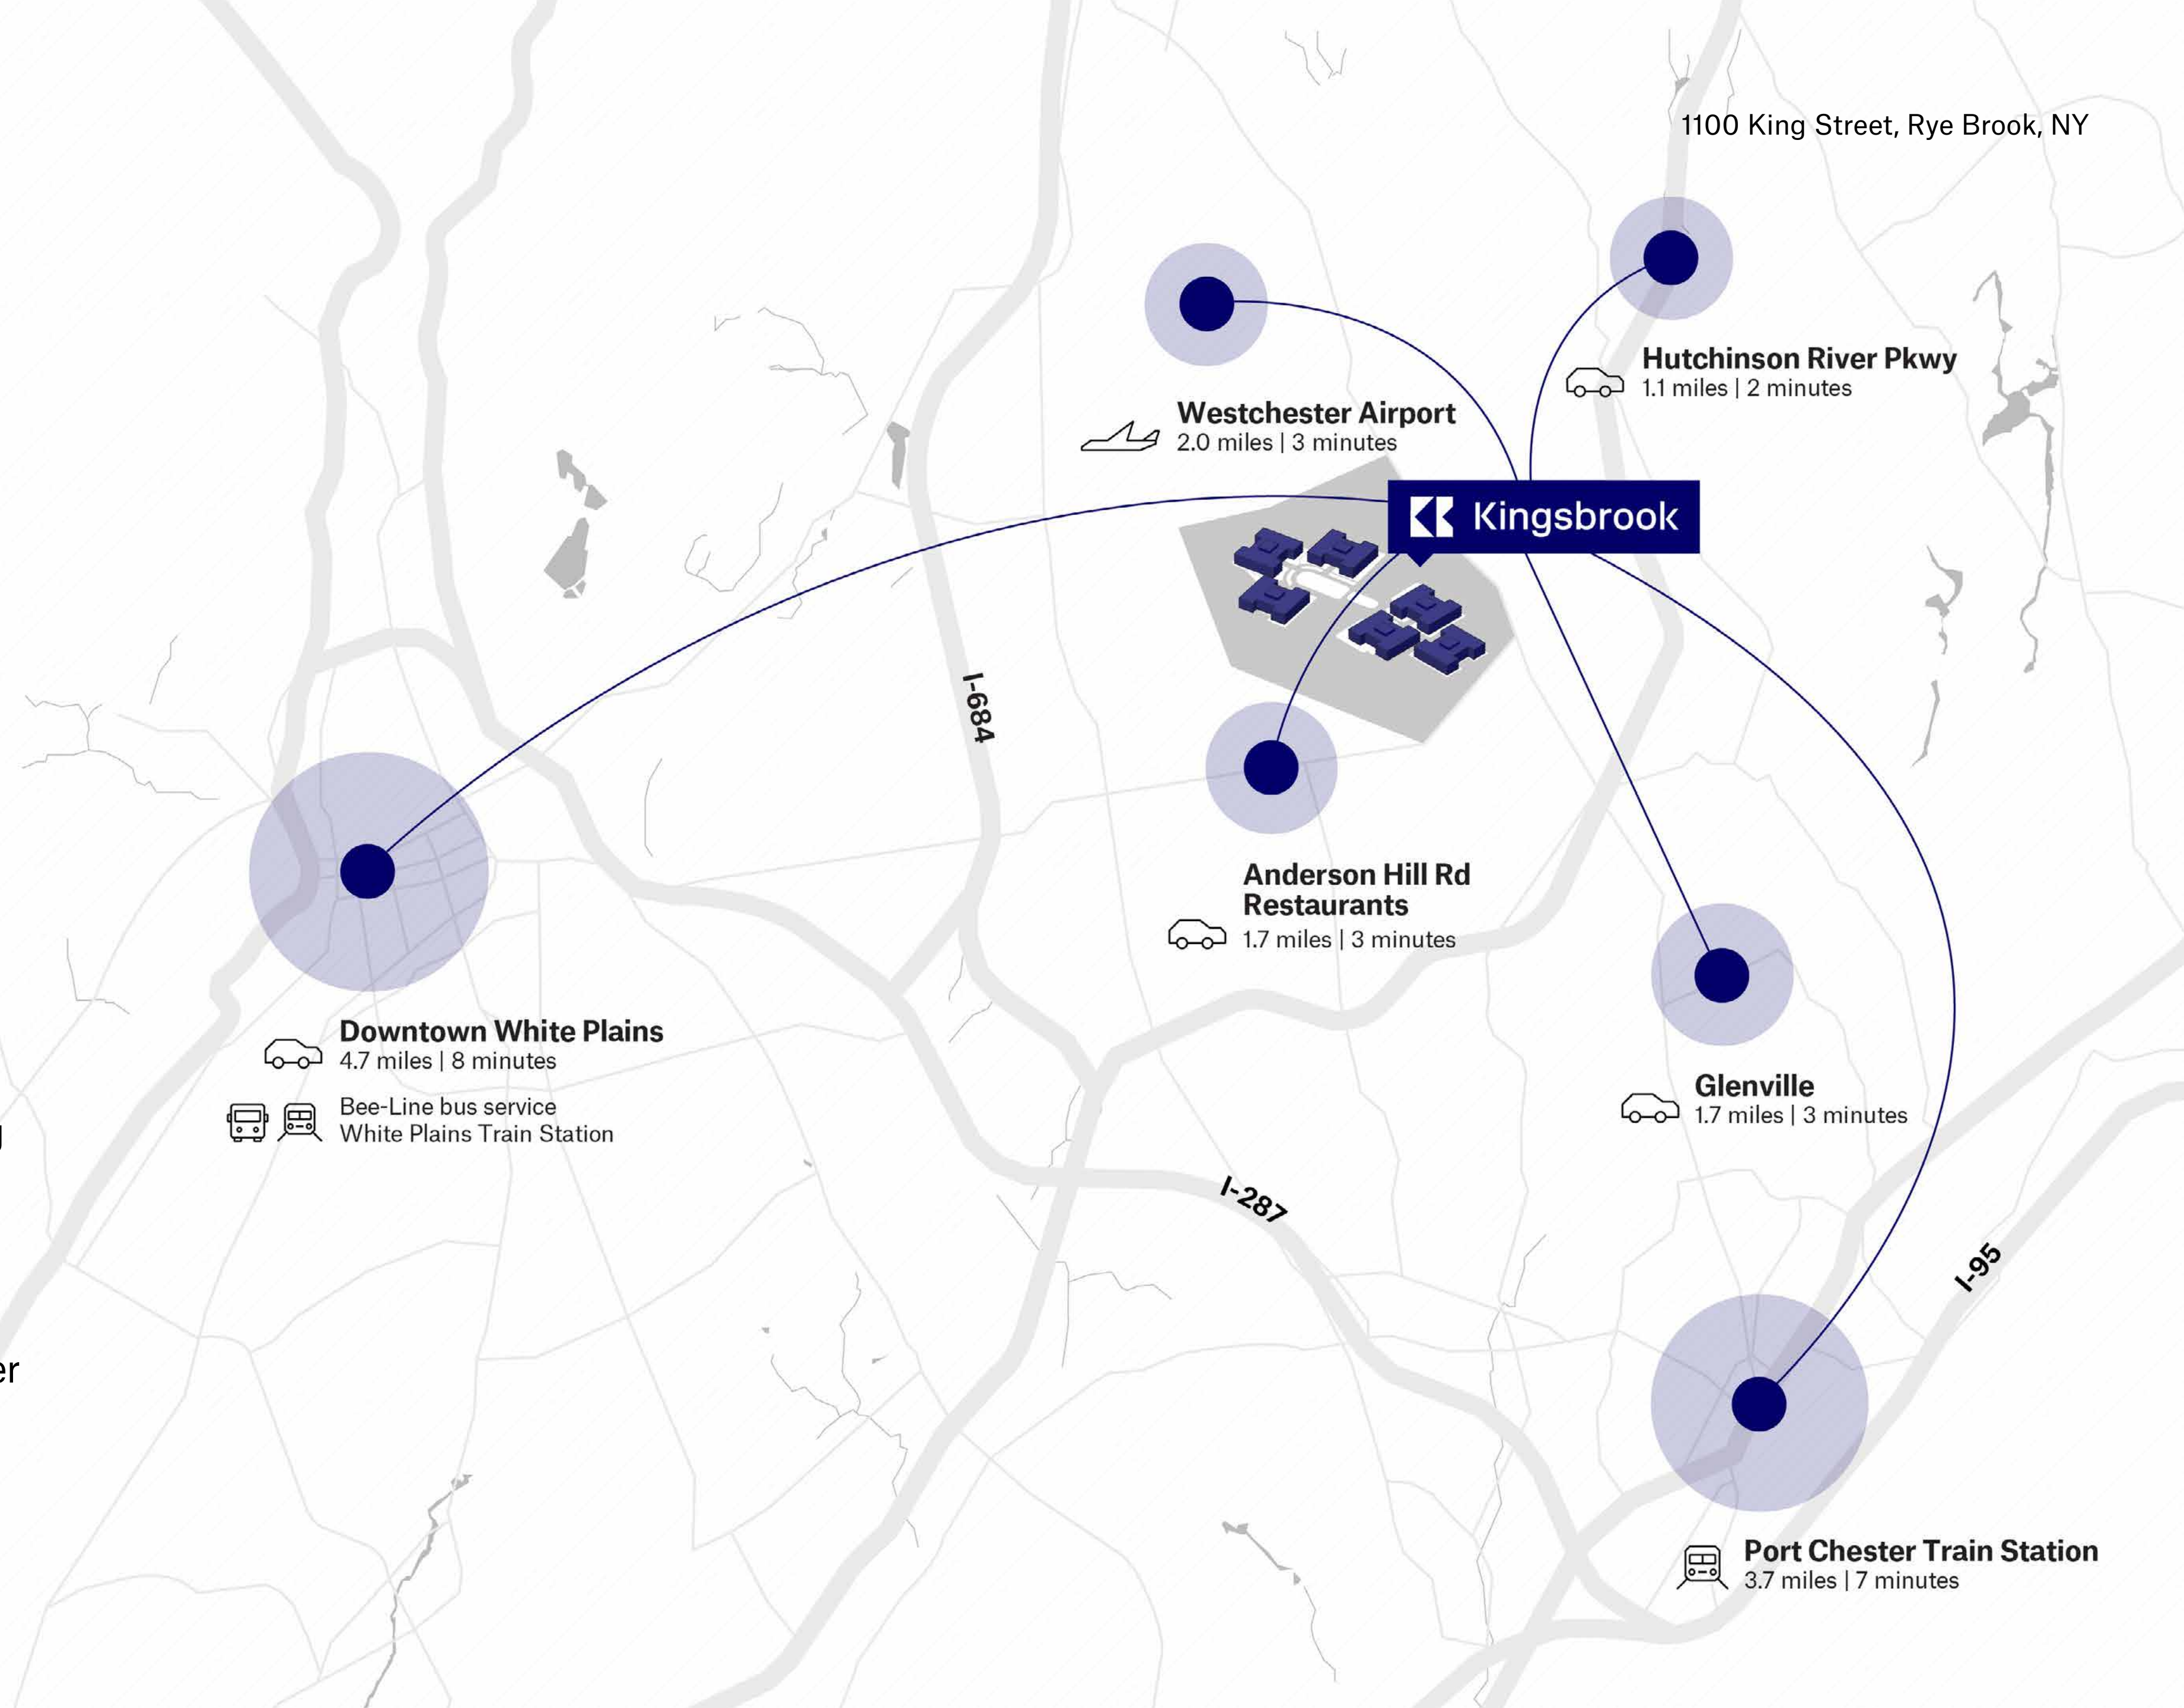 1100 King Street, Rye Brook, NY
Hutchinson River Pkwy
1.1 miles | 2 minutes
Westchester Airport
2.0 miles | 3 minutes
Kingsbrook
I-684
Anderson Hill Rd
Restaurants
1.7 miles | 3 minutes
Downtown White Plains
4.7 miles | 8 minutes
Bee-Line bus service
White Plains Train Station
Glenville
1.7 miles | 3 minutes
I-287
I-95
er
Port Chester Train Station
3.7 miles | 7 minutes